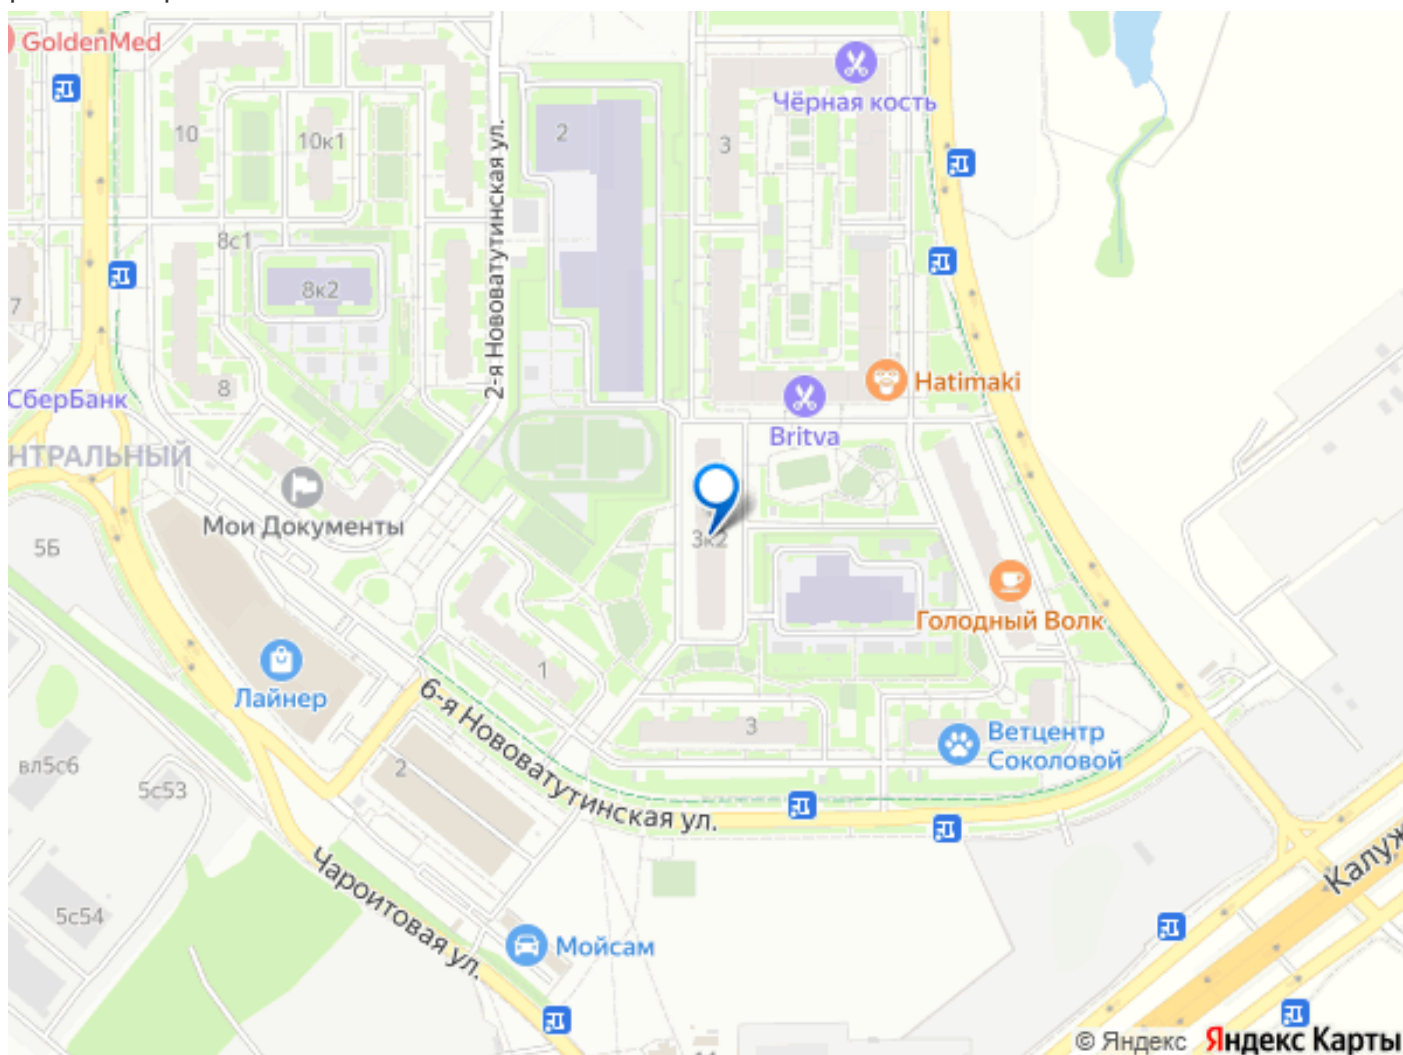 GoldenMed
Чёрная кость
10
10к1
2
3
2-я Нововатутинская ул.
8с1
8к2
7
8
СберБанк
Hatimaki
Britva
НТРАЛЬНЫЙ
Мои Документы
5Б
3к2
Голодный Волк
Лайнер
1
6-я Нововатутинская ул.
3
Ветцентр
Соколовой
вл5с6
5с53
2
Калуж
Чароитовая ул.
5с54
Мойсам
© Яндекс Яндекс Карты